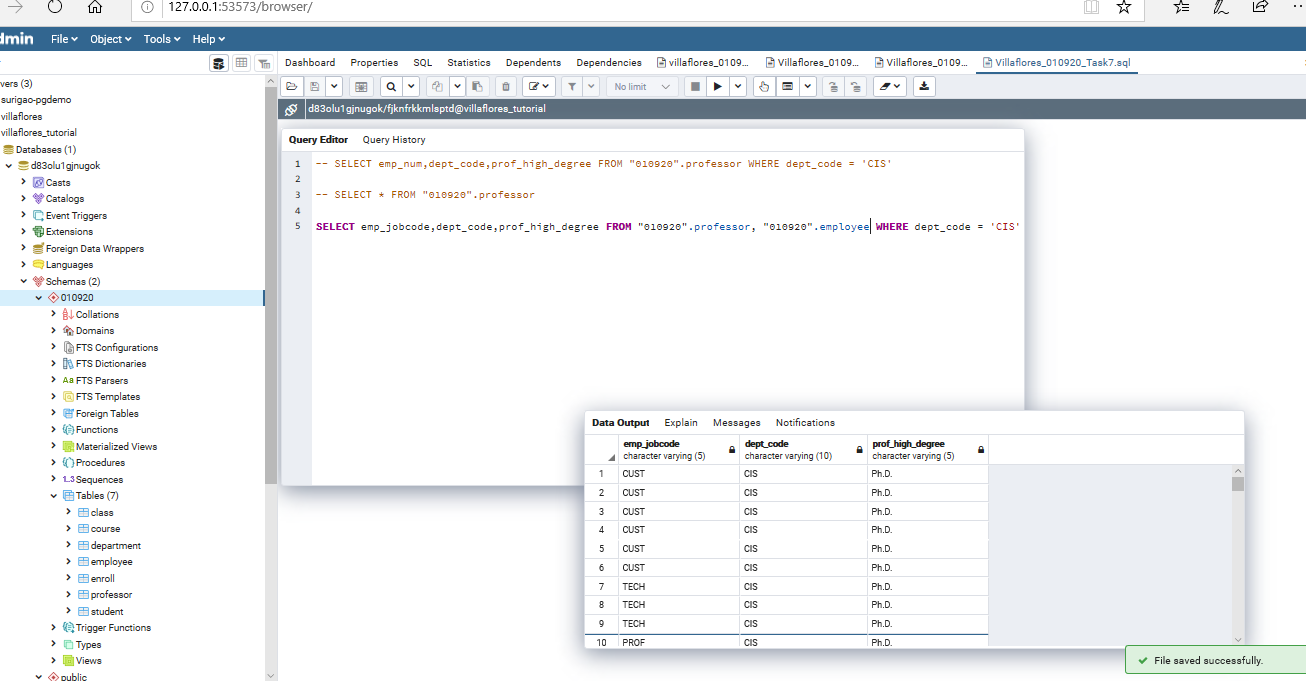 127.0.0.1:53573/browser/
dmin File Object Tools Help
Dashboard Properties SQL Statistics Dependents Dependencies villaflores_0109... Villaflores_0109... Villaflores_0109... Villaflores_010920_Task7.sql
No limit
d83olu1gjnugok/fjknfrkkmlsptd@villaflores_tutorial
vers (3)
surigao-pgdemo
villaflores
villaflores_tutorial
Databases (1)
d83olu1gjnugok
Casts
Catalogs
Event Triggers
Extensions
Foreign Data Wrappers
Languages
Schemas (2)
010920
Collations
Domains
FTS Configurations
FTS Dictionaries
Aa FTS Parsers
FTS Templates
Foreign Tables
Functions
Materialized Views
Procedures
1..3 Sequences
Tables (7)
class
course
department
employee
enroll
professor
student
Trigger Functions
Types
Views
public
Query Editor Query History
1 -- SELECT emp_num,dept_code,prof_high_degree FROM "010920".professor WHERE dept_code = 'CIS'
2
3 -- SELECT * FROM "010920".professor
4
5 SELECT emp_jobcode,dept_code,prof_high_degree FROM "010920".professor, "010920".employee WHERE dept_code = 'CIS'
Data Output Explain Messages Notifications
emp_jobcode dept_code prof_high_degree
character varying (5) character varying (10) character varying (5)
1 CUST CIS Ph.D.
2 CUST CIS Ph.D.
3 CUST CIS Ph.D.
4 CUST CIS Ph.D.
5 CUST CIS Ph.D.
6 CUST CIS Ph.D.
7 TECH CIS Ph.D.
8 TECH CIS Ph.D.
9 TECH CIS Ph.D.
10 PROF CIS Ph.D.
File saved successfully.